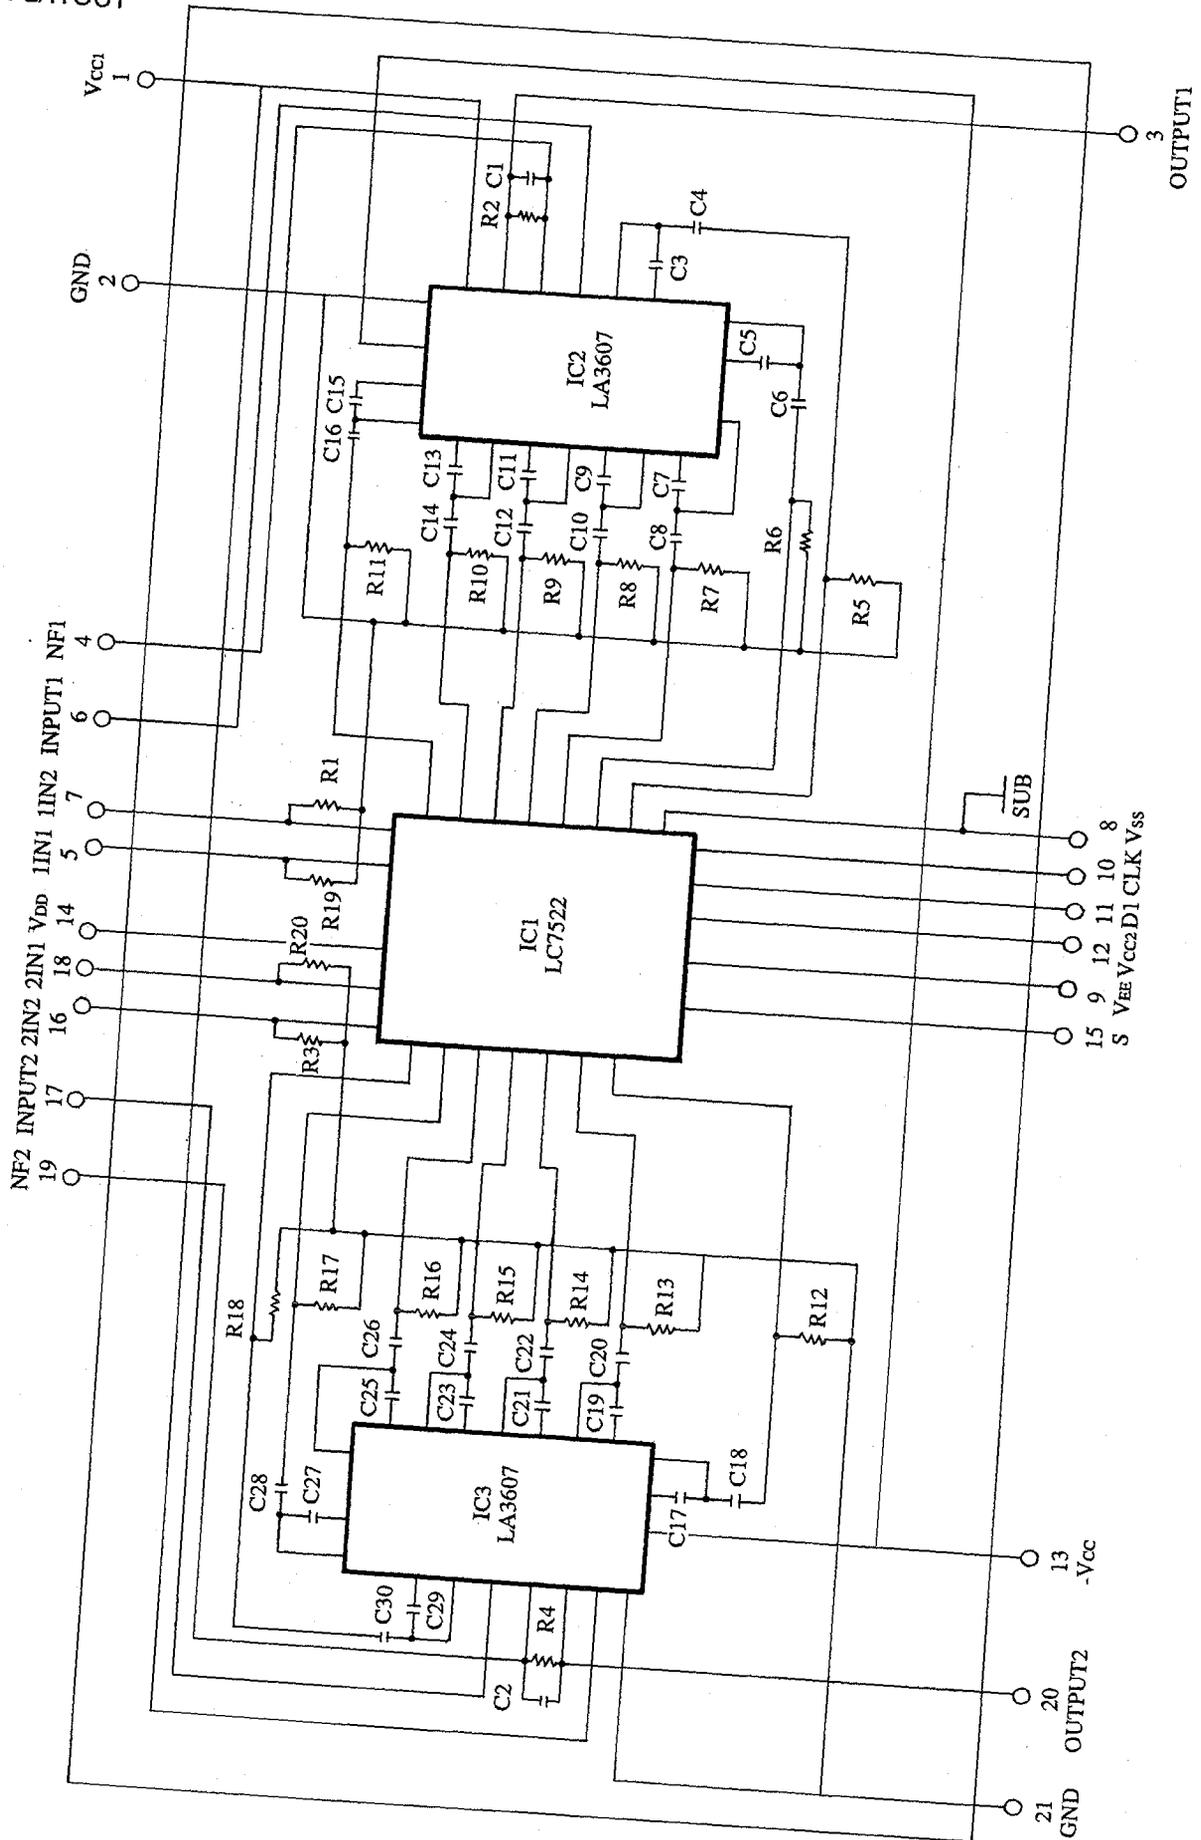 VCC1
1
GND
2
3
OUTPUT1
C1
R2
C4
C3
IC2
LA3607
C5
C6
C15
C16
C13
C11
C9
C7
C14
C12
C10
C8
R6
R11
R10
R9
R8
R7
R5
NF1
4
INPUT1
6
1IN2
7
1IN1
5
VDD
14
2IN1
18
2IN2
16
INPUT2
17
NF2
19
R1
R19
R20
R3
IC1
LC7522
SUB
8
VSS
10
CLK
11
D1
12
VCC2
9
VEE
15
S
R18
R17
R16
R15
R14
R13
R12
C26
C24
C22
C20
C25
C23
C21
C19
C28
C27
IC3
LA3607
C18
C17
C30
C29
R4
C2
13
-VCC
20
OUTPUT2
21
GND